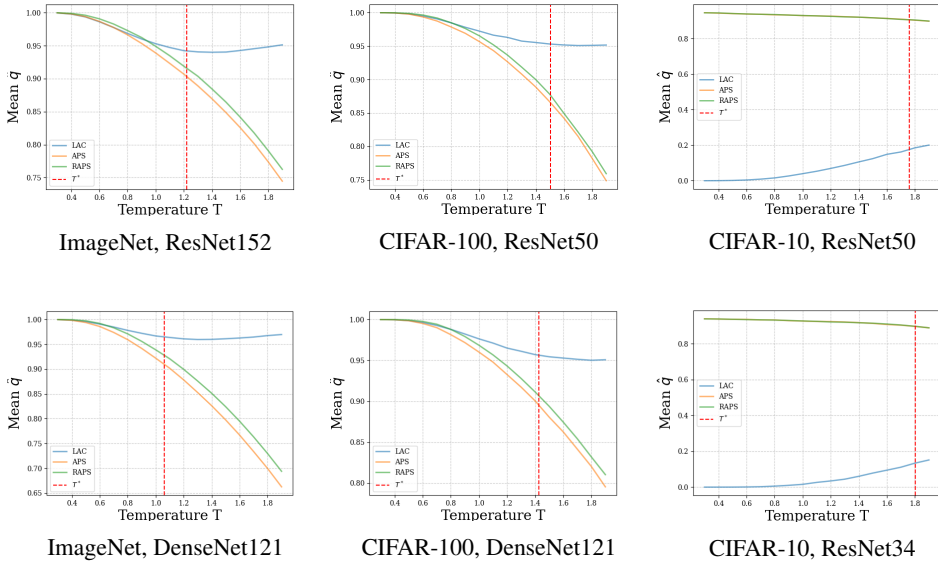 1.00
0.95
0.90
0.85
0.80
0.75
Mean q̂
LAC
APS
RAPS
T*
0.4 0.6 0.8 1.0 1.2 1.4 1.6 1.8
Temperature T
ImageNet, ResNet152
1.00
0.95
0.90
0.85
0.80
0.75
Mean q̂
LAC
APS
RAPS
T*
0.4 0.6 0.8 1.0 1.2 1.4 1.6 1.8
Temperature T
CIFAR-100, ResNet50
0.8
0.6
0.4
0.2
0.0
Mean q̂
LAC
APS
RAPS
T*
0.4 0.6 0.8 1.0 1.2 1.4 1.6 1.8
Temperature T
CIFAR-10, ResNet50
1.00
0.95
0.90
0.85
0.80
0.75
0.70
0.65
Mean q̂
LAC
APS
RAPS
T*
0.4 0.6 0.8 1.0 1.2 1.4 1.6 1.8
Temperature T
ImageNet, DenseNet121
1.00
0.95
0.90
0.85
0.80
Mean q̂
LAC
APS
RAPS
T*
0.4 0.6 0.8 1.0 1.2 1.4 1.6 1.8
Temperature T
CIFAR-100, DenseNet121
0.8
0.6
0.4
0.2
0.0
Mean q̂
LAC
APS
RAPS
T*
0.4 0.6 0.8 1.0 1.2 1.4 1.6 1.8
Temperature T
CIFAR-10, ResNet34